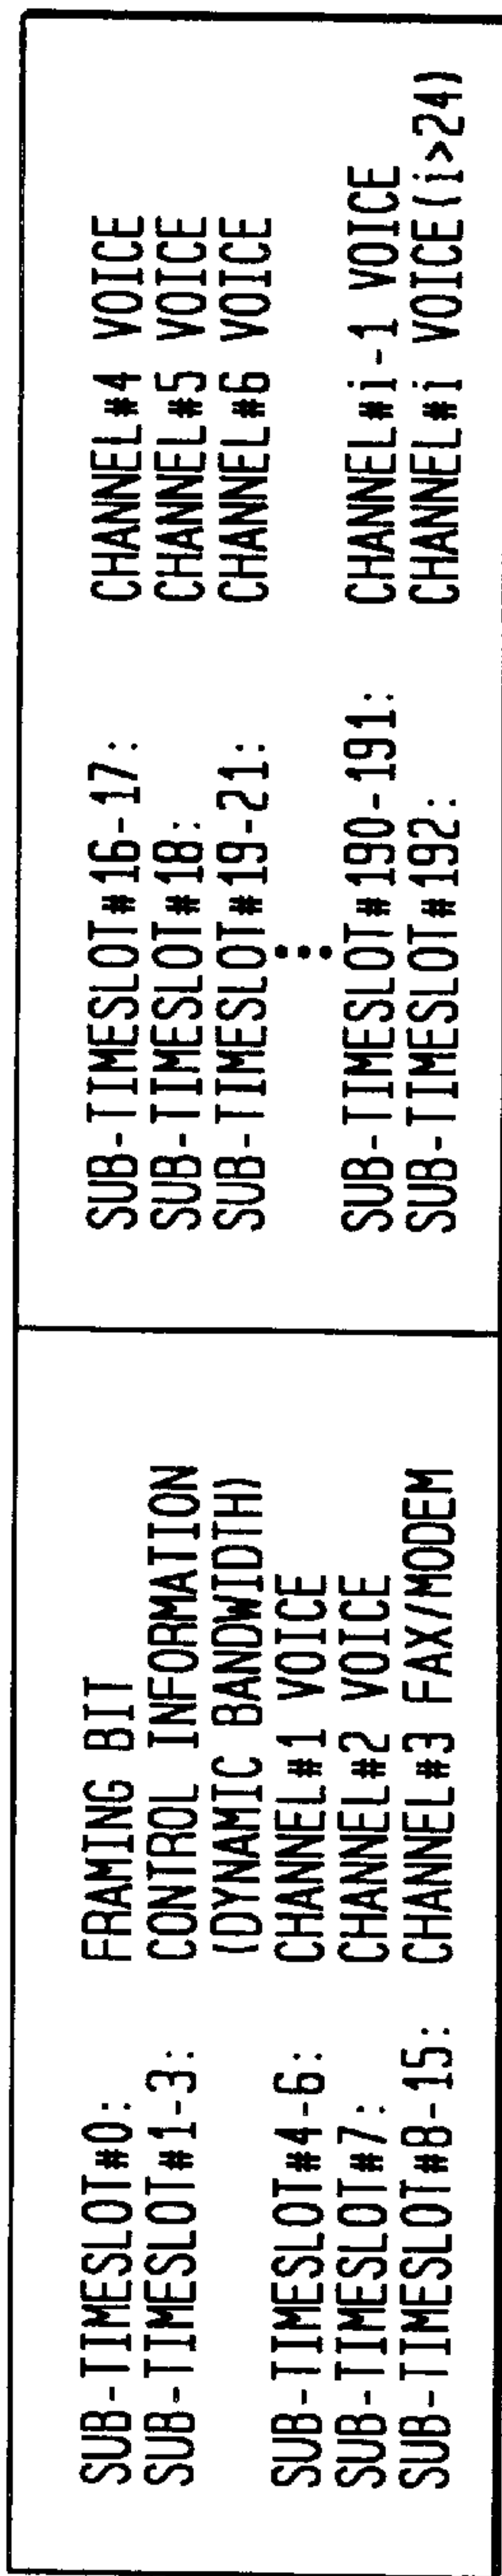 SUB-TIMESLOT#0: FRAMING BIT
SUB-TIMESLOT#1-3: CONTROL INFORMATION
(DYNAMIC BANDWIDTH)
SUB-TIMESLOT#4-6: CHANNEL#1 VOICE
SUB-TIMESLOT#7: CHANNEL#2 VOICE
SUB-TIMESLOT#8-15: CHANNEL#3 FAX/MODEM
SUB-TIMESLOT#16-17: CHANNEL#4 VOICE
SUB-TIMESLOT#18: CHANNEL#5 VOICE
SUB-TIMESLOT#19-21: CHANNEL#6 VOICE
•••
SUB-TIMESLOT#190-191: CHANNEL#i-1 VOICE
SUB-TIMESLOT#192: CHANNEL#i VOICE(i>24)